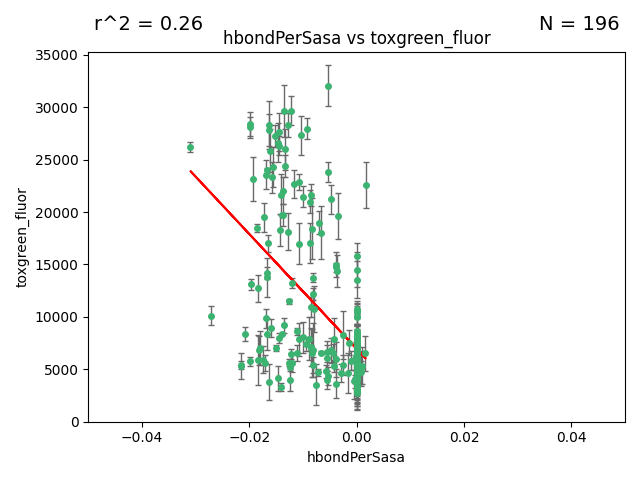 r^2 = 0.26
N = 196
hbondPerSasa vs toxgreen_fluor
35000
30000
25000
20000
15000
10000
5000
0
toxgreen_fluor
−0.04
−0.02
0.00
0.02
0.04
hbondPerSasa